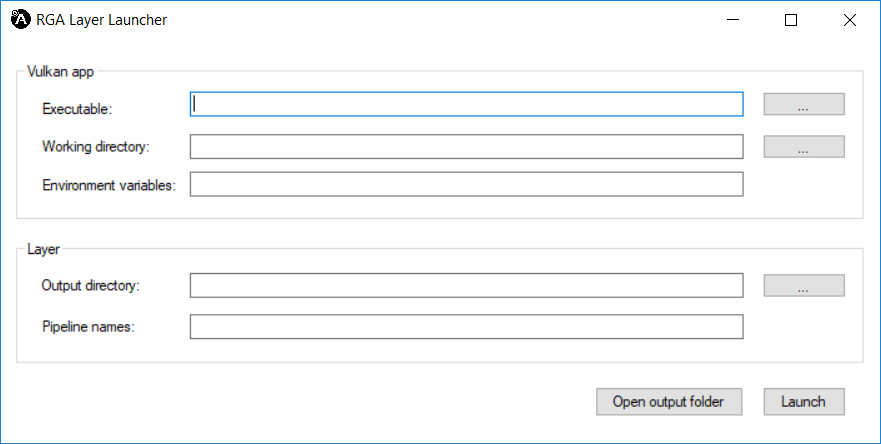 RGA Layer Launcher
Vulkan app
Executable:
...
Working directory:
...
Environment variables:
Layer
Output directory:
...
Pipeline names:
Open output folder
Launch